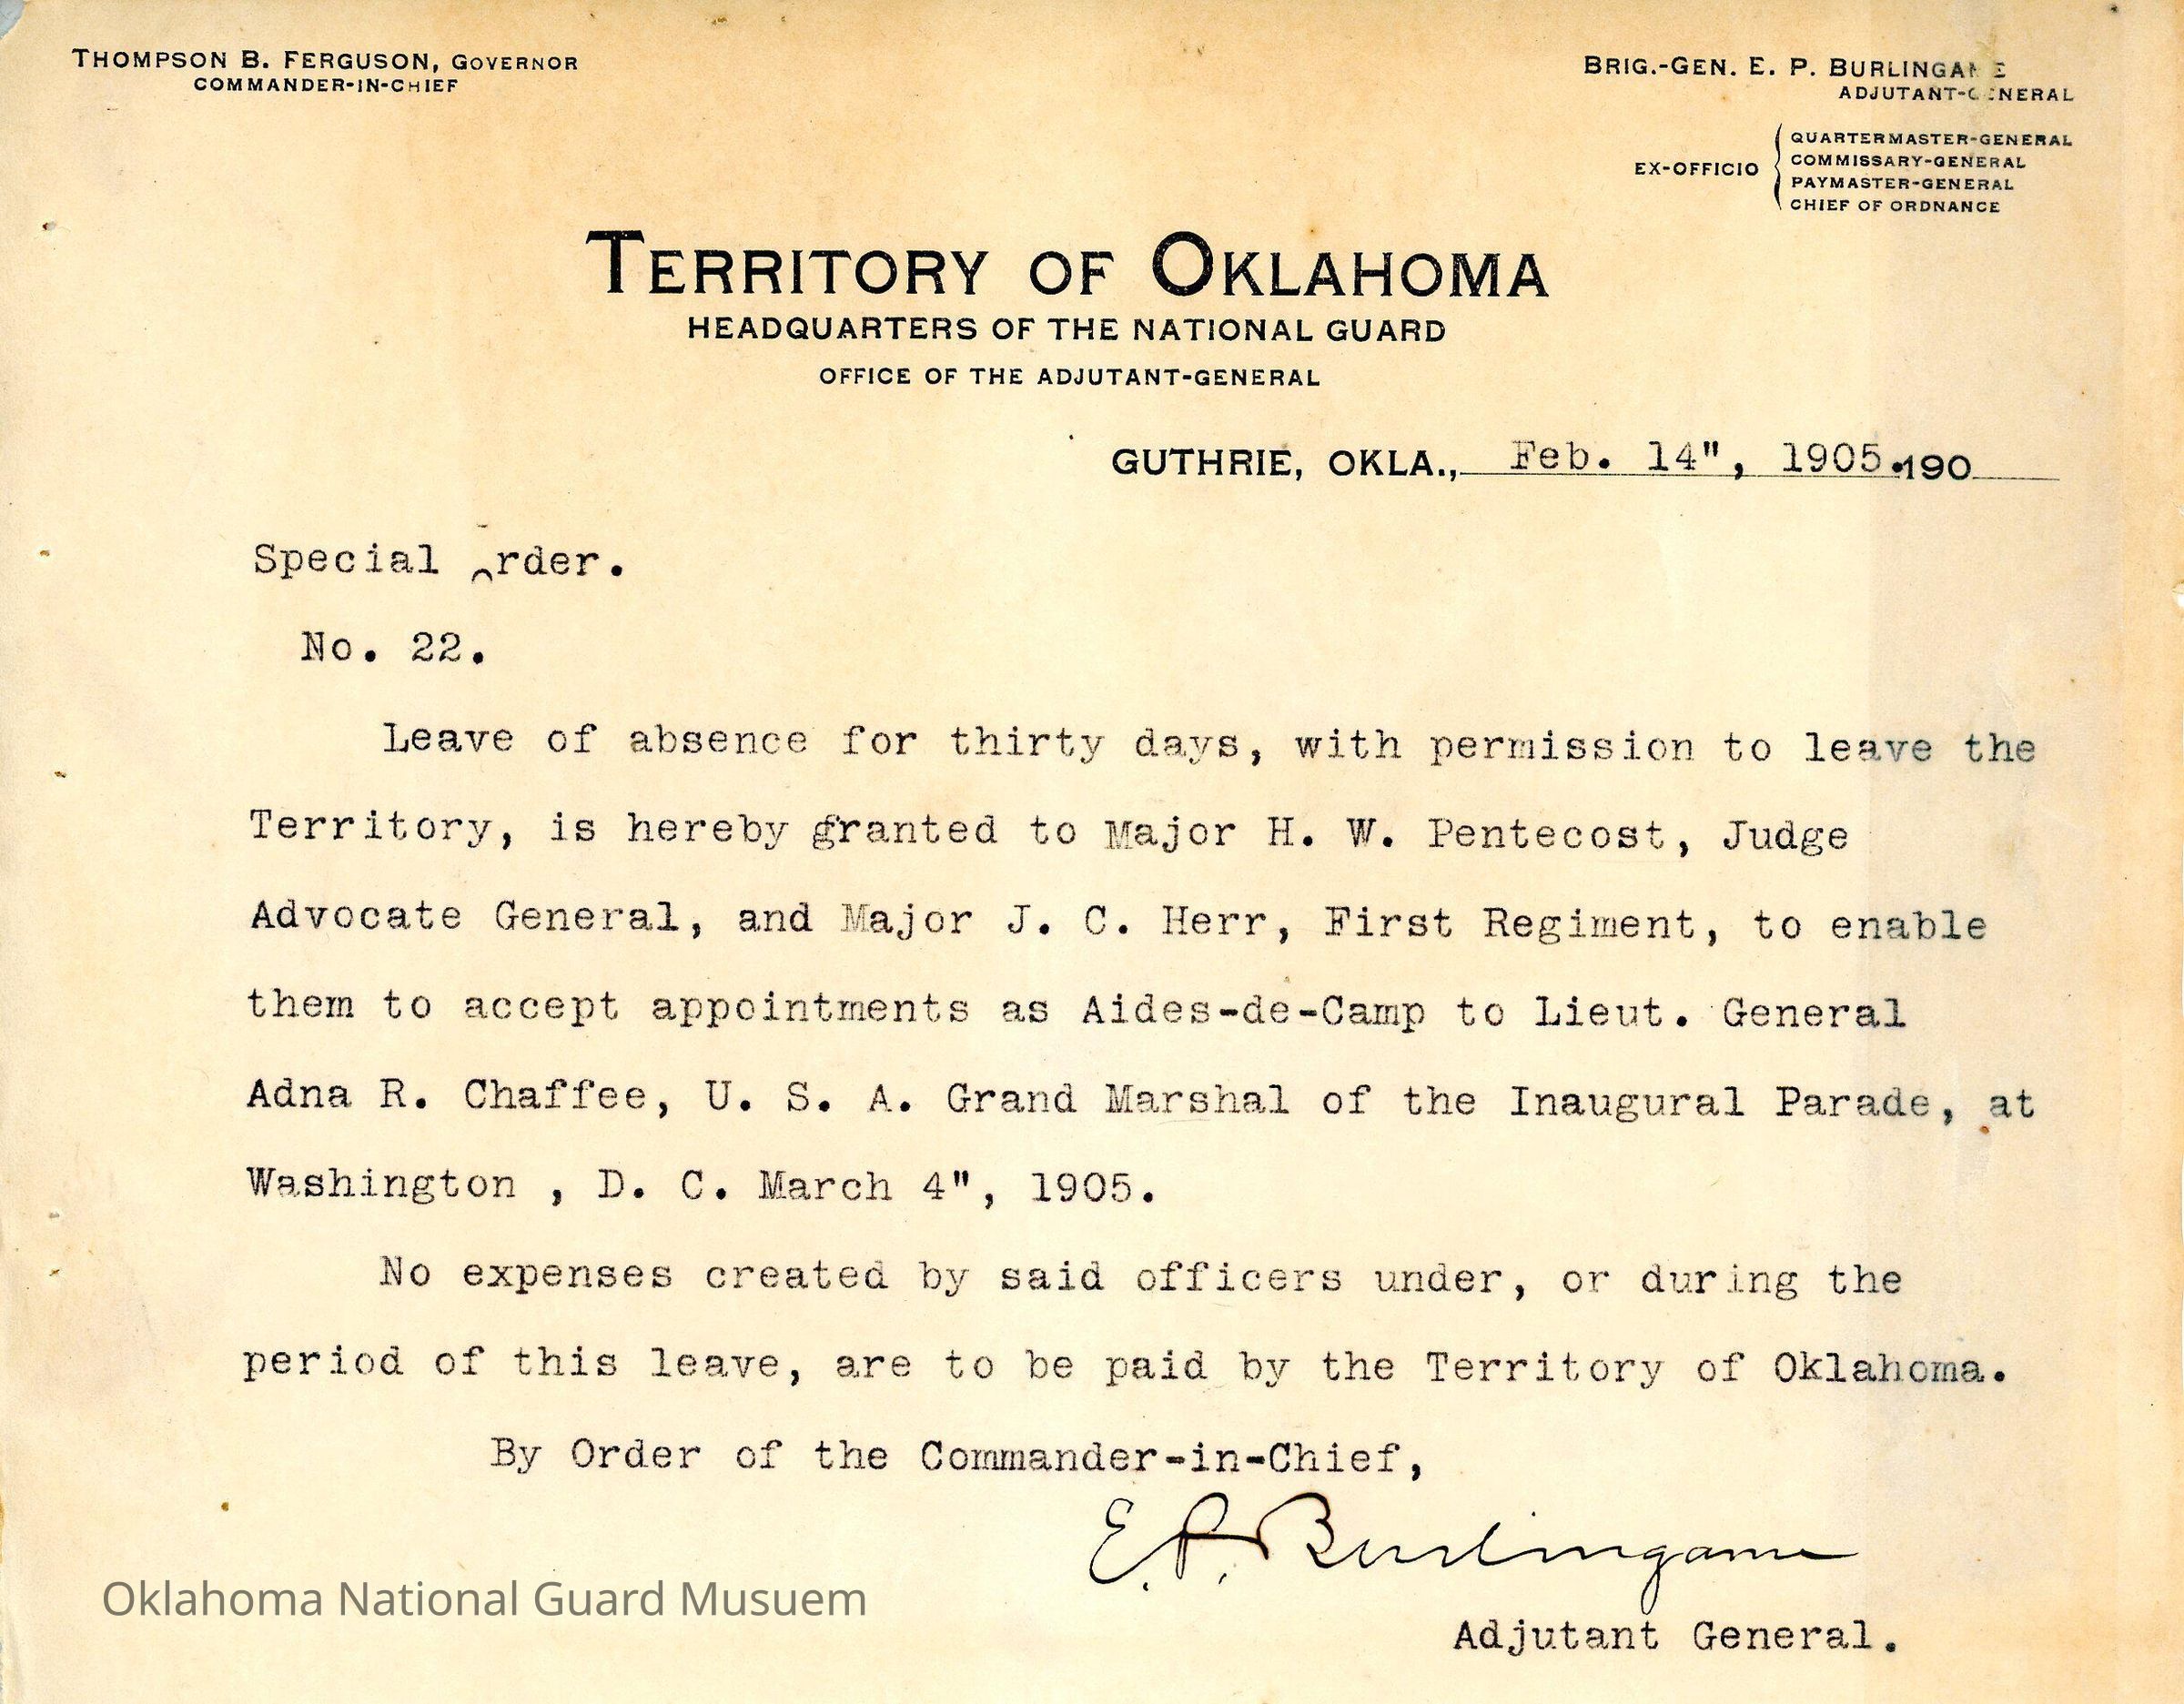 THOMPSON B. FERGUSON, GOVERNOR
COMMANDER-IN-CHIEF
BRIG.-GEN. E. P. BURLINGAME
ADJUTANT-GENERAL
EX-OFFICIO
QUARTERMASTER-GENERAL
COMMISSARY-GENERAL
PAYMASTER-GENERAL
CHIEF OF ORDNANCE
TERRITORY OF OKLAHOMA
HEADQUARTERS OF THE NATIONAL GUARD
OFFICE OF THE ADJUTANT-GENERAL
GUTHRIE, OKLA., Feb. 14", 1905. 190
Special rder.
No. 22.
Leave of absence for thirty days, with permission to leave the
Territory, is hereby granted to Major H. W. Pentecost, Judge
Advocate General, and Major J. C. Herr, First Regiment, to enable
them to accept appointments as Aides-de-Camp to Lieut. General
Adna R. Chaffee, U. S. A. Grand Marshal of the Inaugural Parade, at
Washington , D. C. March 4", 1905.
No expenses created by said officers under, or during the
period of this leave, are to be paid by the Territory of Oklahoma.
By Order of the Commander-in-Chief,
E. P. Burlingame
Adjutant General.
Oklahoma National Guard Musuem